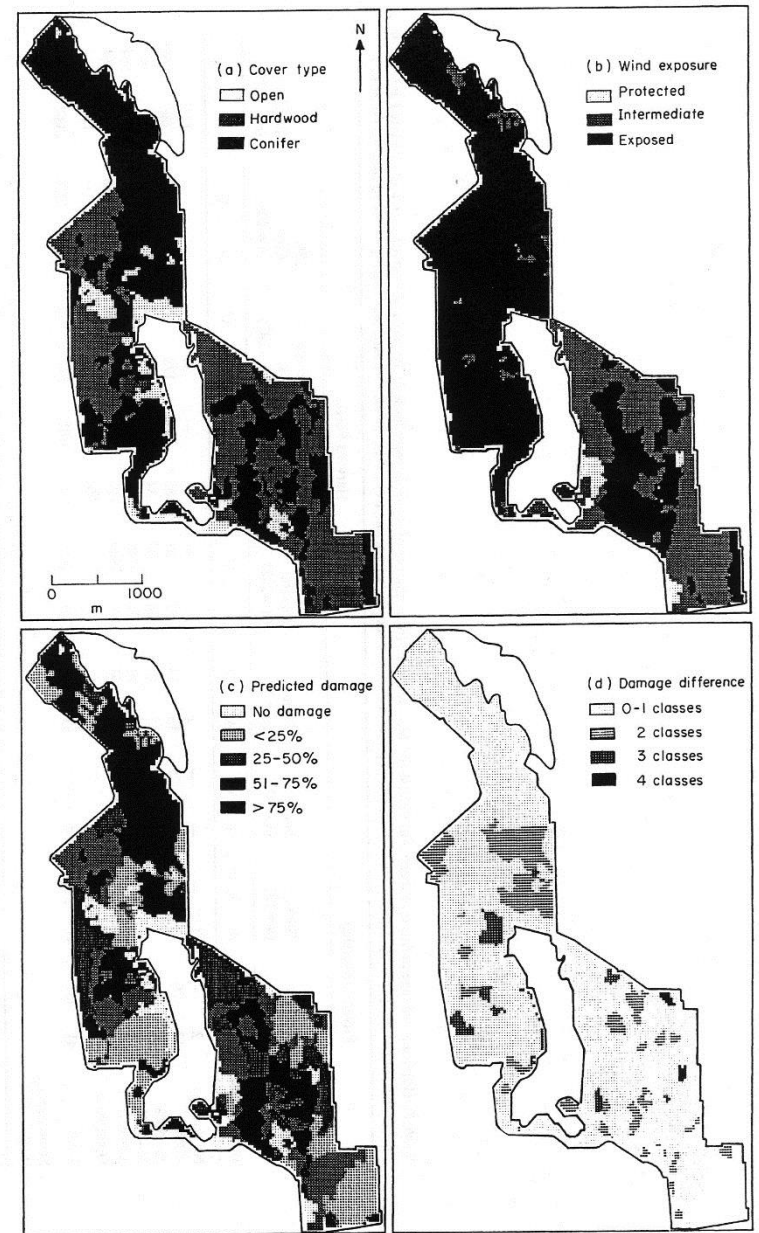 N
(a) Cover type
Open
Hardwood
Conifer
0 1000
m
(b) Wind exposure
Protected
Intermediate
Exposed
(c) Predicted damage
No damage
<25%
25-50%
51-75%
>75%
(d) Damage difference
0-1 classes
2 classes
3 classes
4 classes